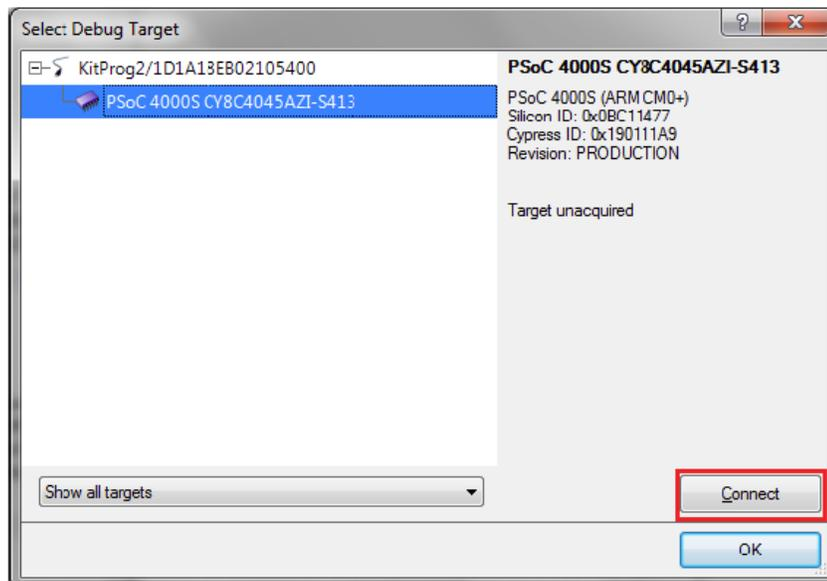 Select Debug Target
KitProg2/1D1A13EB02105400
PSoC 4000S CY8C4045AZI-S413
PSoC 4000S CY8C4045AZI-S413
PSoC 4000S (ARM CM0+)
Silicon ID: 0x0BC11477
Cypress ID: 0x190111A9
Revision: PRODUCTION
Target unacquired
Show all targets
Connect
OK